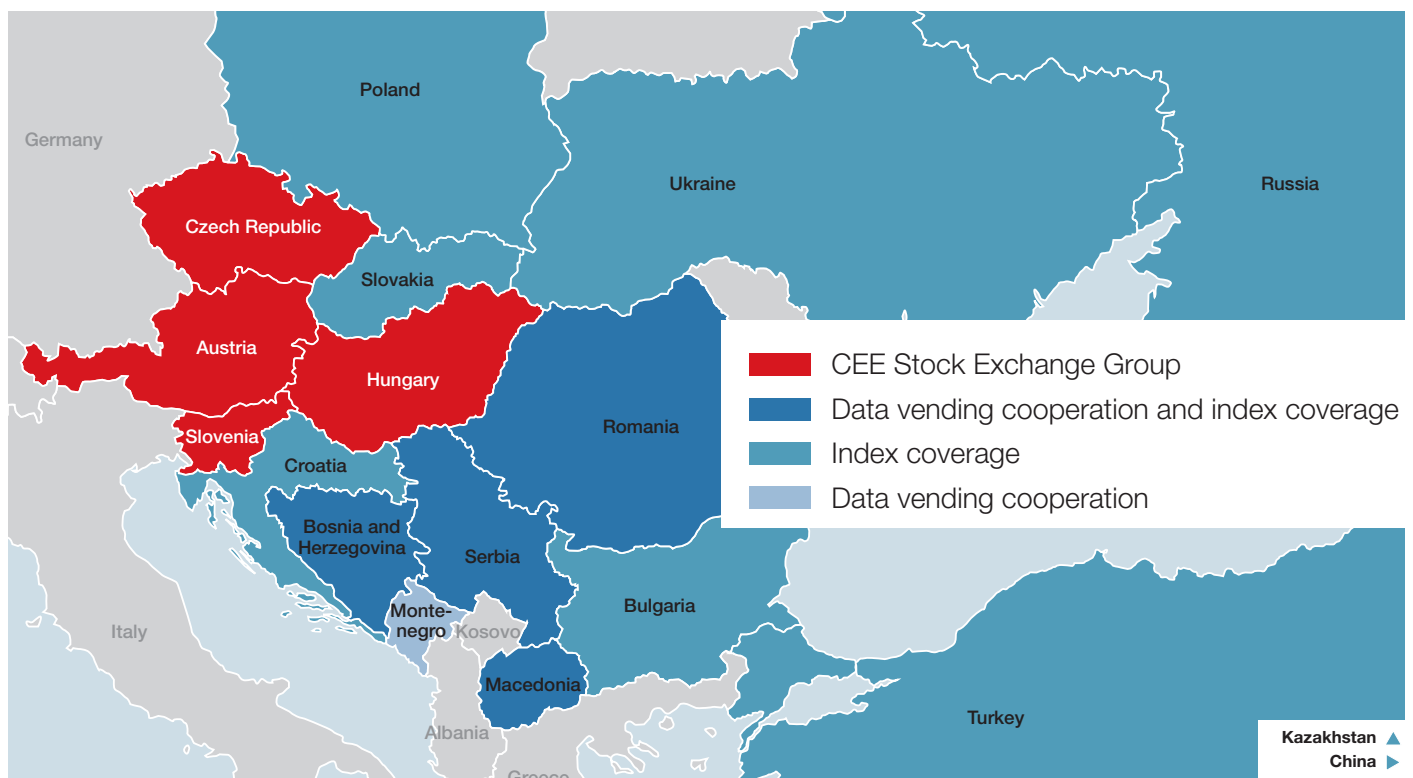 Poland
Germany
Ukraine
Russia
Czech Republic
Slovakia
Austria
Hungary
CEE Stock Exchange Group
Data vending cooperation and index coverage
Index coverage
Data vending cooperation
Romania
Slovenia
Croatia
Bosnia and
Herzegovina
Serbia
Bulgaria
Monte-
negro
Italy
Kosovo
Macedonia
Albania
Turkey
Greece
Kazakhstan
China